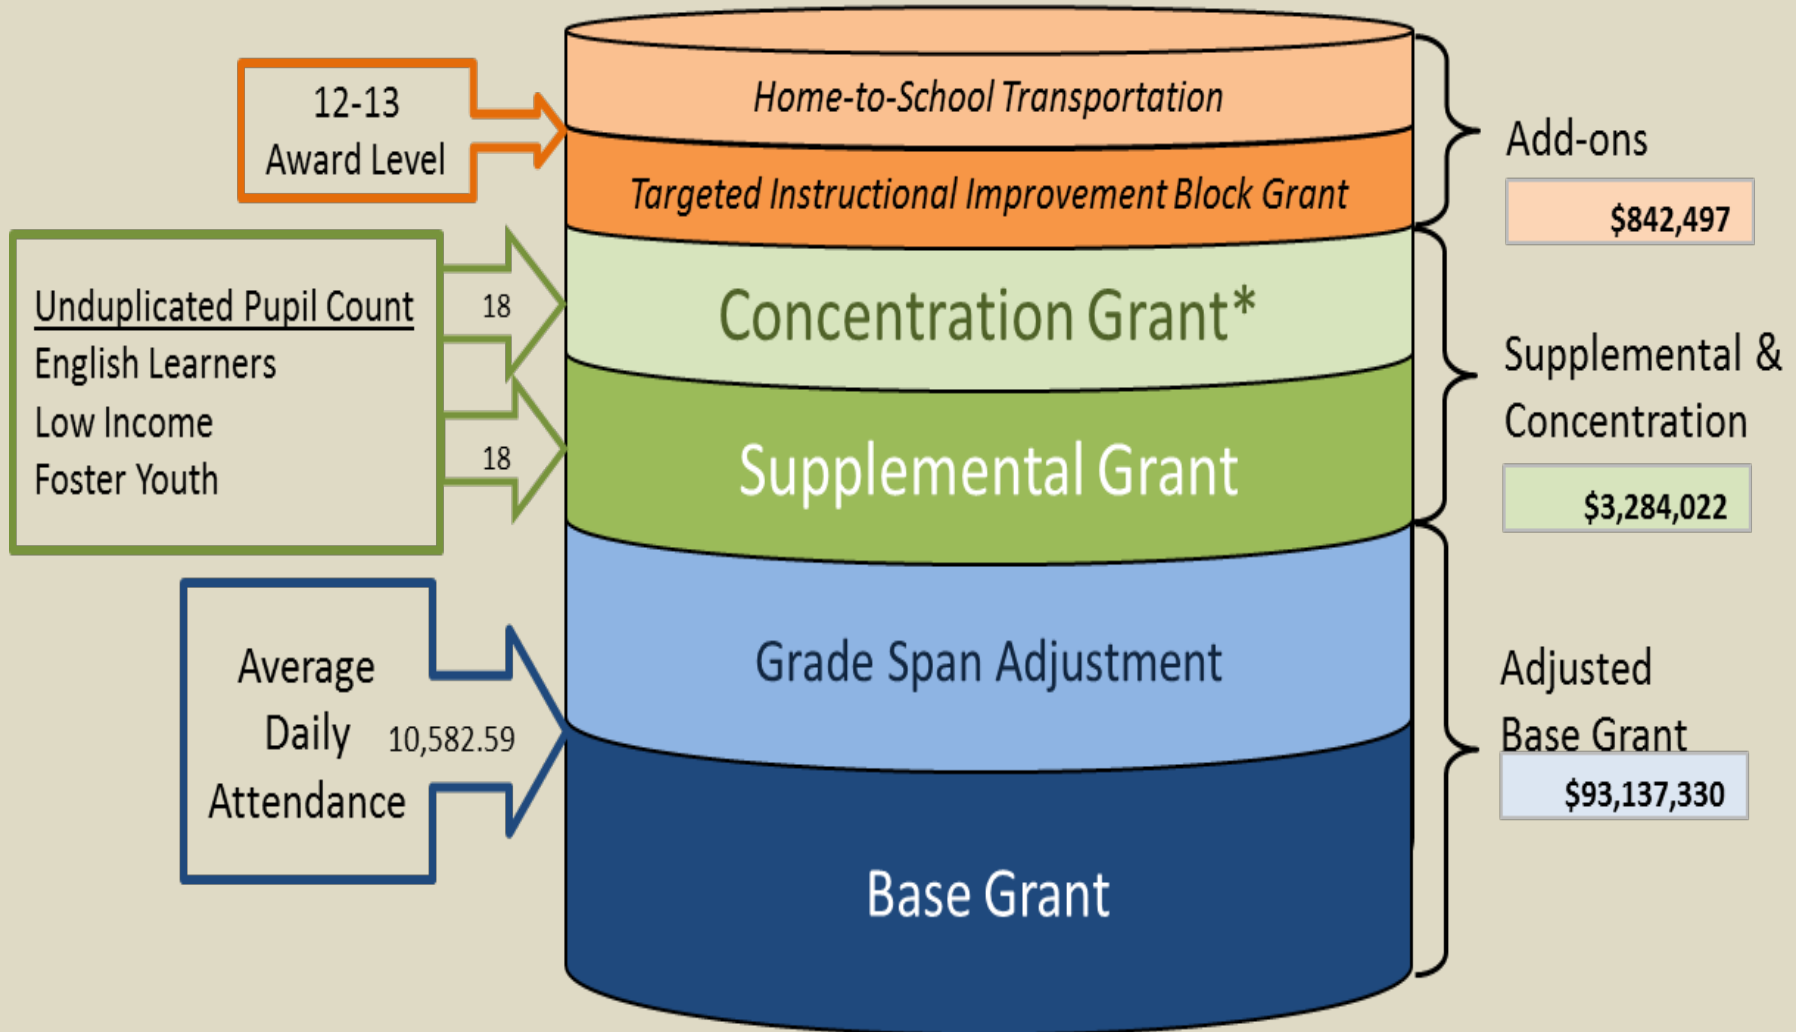 12-13
Award Level
Unduplicated Pupil Count
English Learners
Low Income
Foster Youth
18
18
Average
Daily
Attendance
10,582.59
Home-to-School Transportation
Targeted Instructional Improvement Block Grant
Concentration Grant*
Supplemental Grant
Grade Span Adjustment
Base Grant
Add-ons
$842,497
Supplemental &
Concentration
$3,284,022
Adjusted
Base Grant
$93,137,330